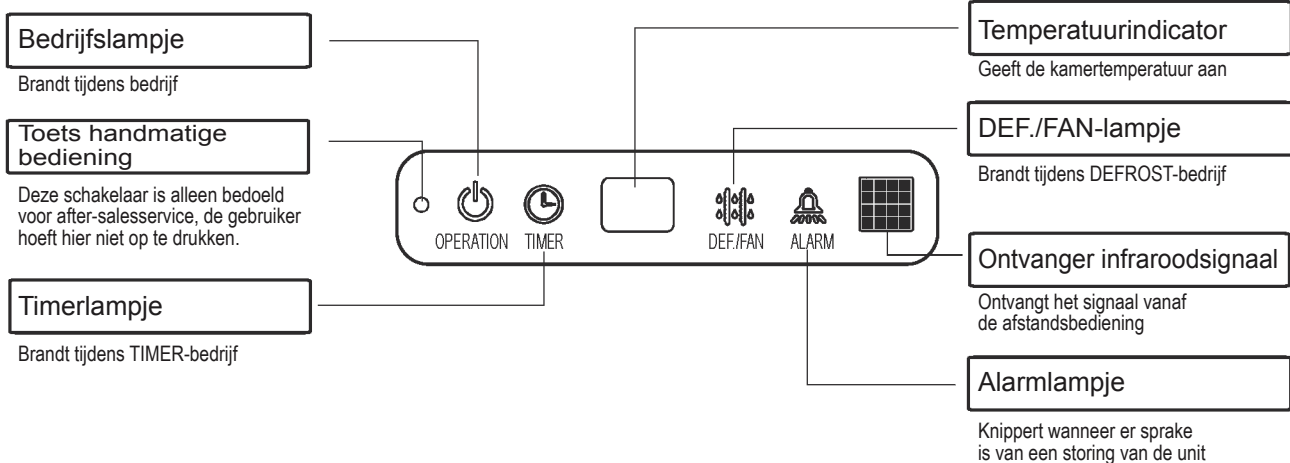 Bedrijfslampje
Brandt tijdens bedrijf
Toets handmatige
bediening
Deze schakelaar is alleen bedoeld
voor after-salesservice, de gebruiker
hoeft hier niet op te drukken.
Timerlampje
Brandt tijdens TIMER-bedrijf
OPERATION TIMER DEF./FAN ALARM
Temperatuurindicator
Geeft de kamertemperatuur aan
DEF./FAN-lampje
Brandt tijdens DEFROST-bedrijf
Ontvanger infraroodsignaal
Ontvangt het signaal vanaf
de afstandsbediening
Alarmlampje
Knippert wanneer er sprake
is van een storing van de unit